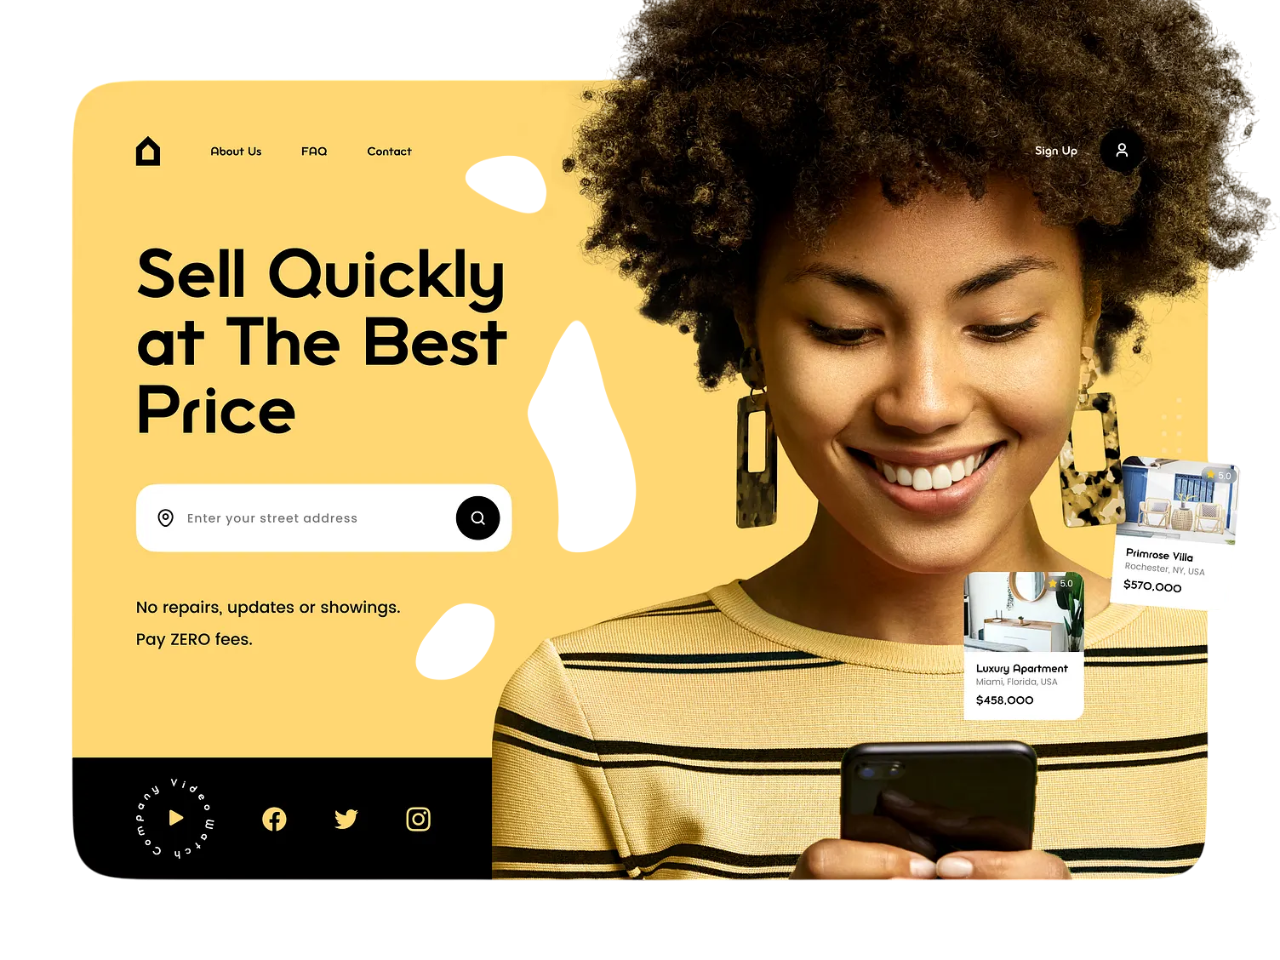 About Us
FAQ
Contact
Sign Up
Sell Quickly
at The Best
Price
Enter your street address
No repairs, updates or showings.
Pay ZERO fees.
5.0
Primrose Villa
Rochester, NY, USA
$570,000
5.0
Luxury Apartment
Miami, Florida, USA
$458,000
Watch Company Video